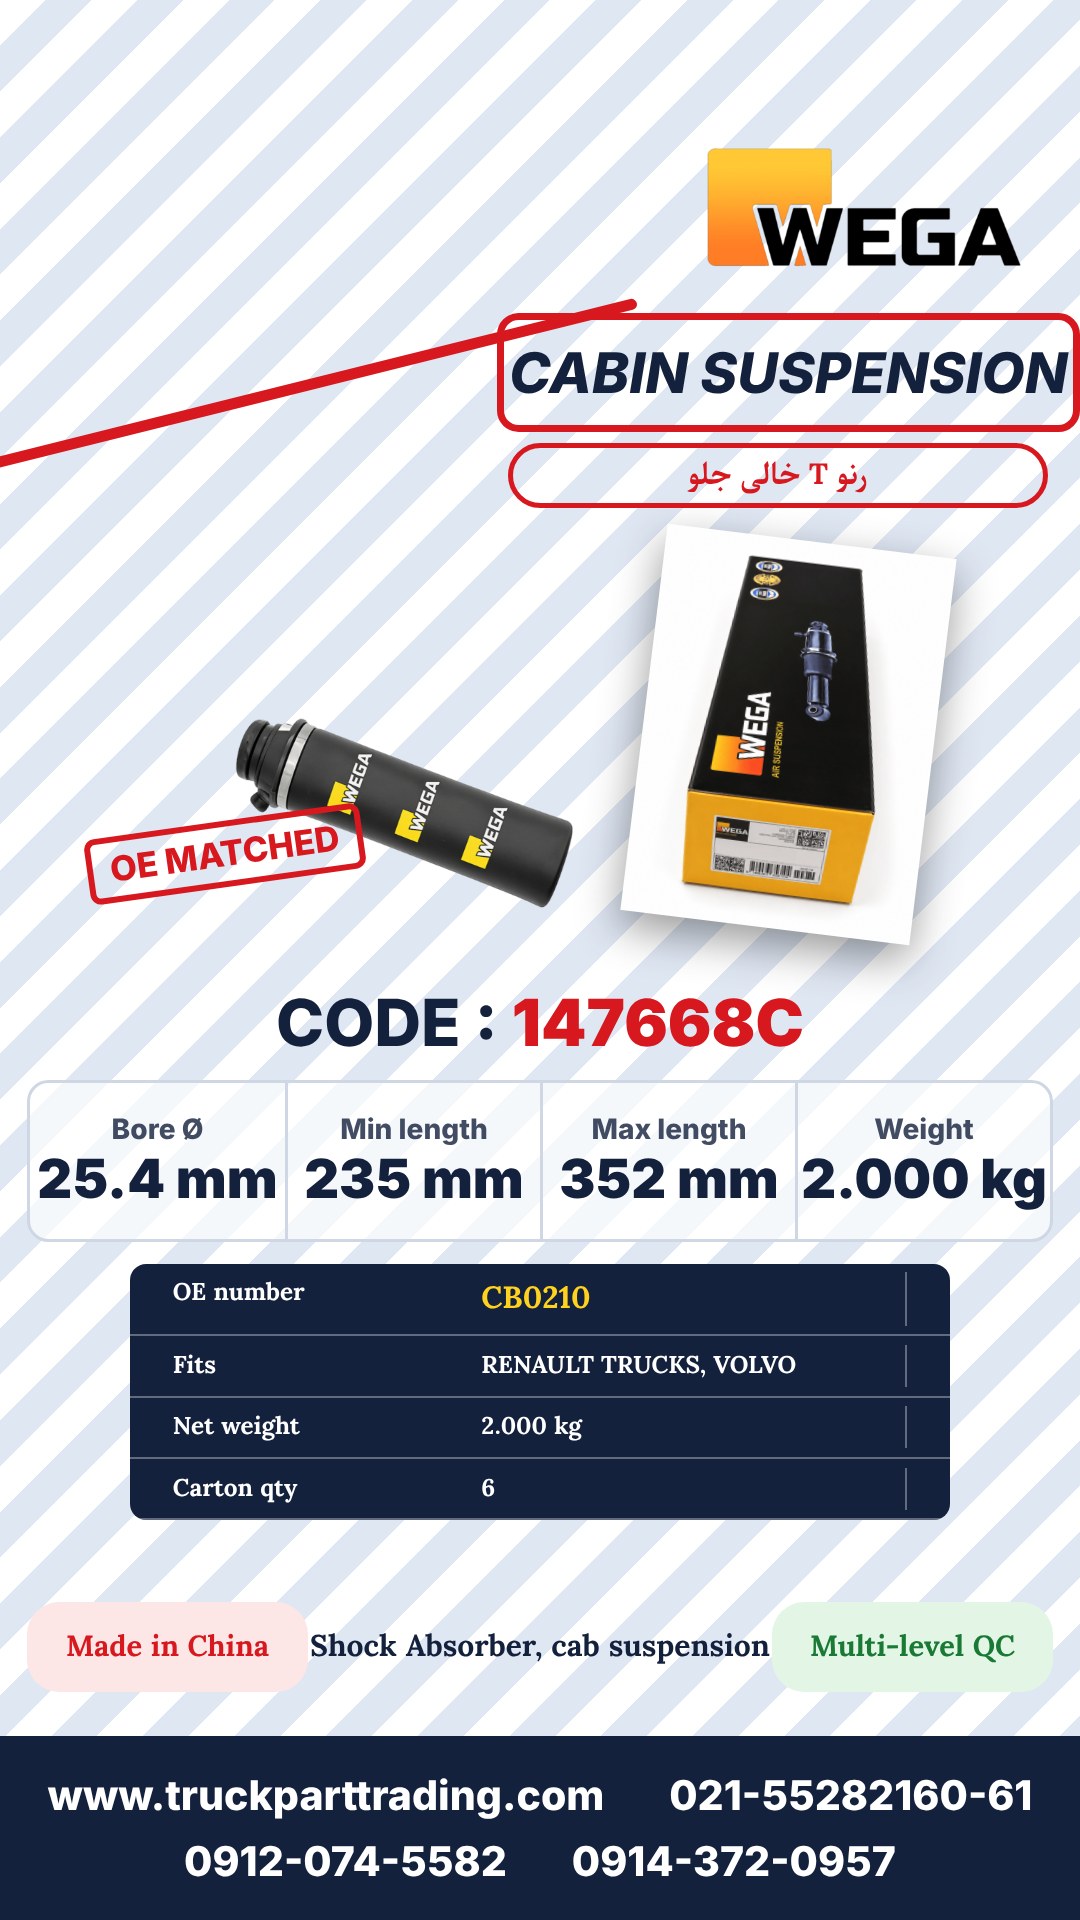 WEGA
CABIN SUSPENSION
رنو T خالی جلو
WEGA
AIR SUSPENSION
WEGA
WEGA
WEGA
WEGA
OE MATCHED
CODE : 147668C
Bore Ø
25.4 mm
Min length
235 mm
Max length
352 mm
Weight
2.000 kg
OE number CB0210
Fits RENAULT TRUCKS, VOLVO
Net weight 2.000 kg
Carton qty 6
Made in China
Shock Absorber, cab suspension
Multi-level QC
www.truckparttrading.com 021-55282160-61
0912-074-5582 0914-372-0957